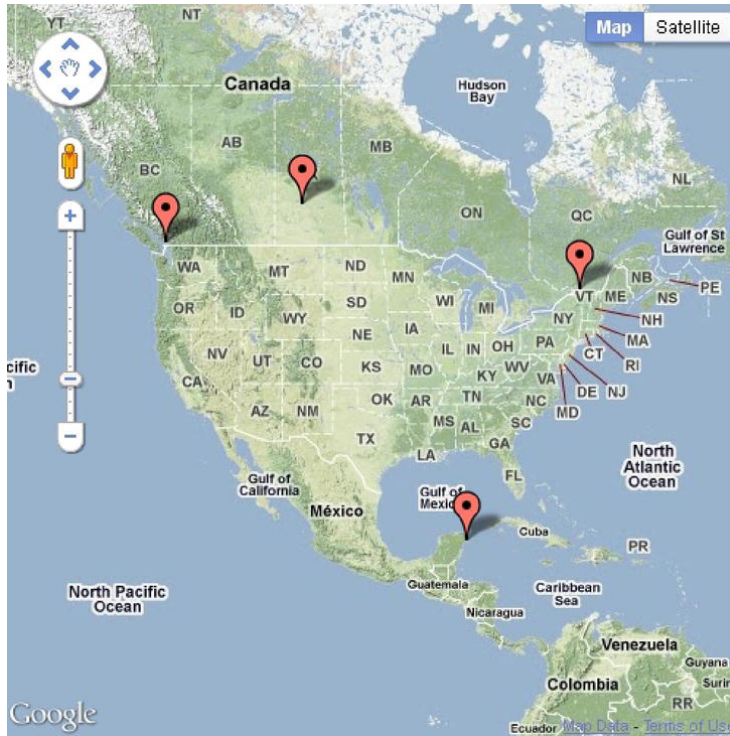 YT
NT
Map
Satellite
Canada
Hudson
Bay
AB
MB
BC
NL
ON
QC
Gulf of St
Lawrence
WA
MT
ND
MN
NB
PE
VT
ME
NS
OR
ID
SD
WI
MI
NY
NH
WY
IA
MA
NE
PA
NV
UT
CO
IL
IN
OH
CT
RI
KS
MO
WV
KY
VA
DE
NJ
CA
OK
AR
TN
NC
MD
AZ
NM
MS
AL
SC
TX
GA
LA
FL
North
Atlantic
Ocean
Gulf of
California
Gulf of
México
Cuba
PR
Guatemala
Caribbean
Sea
North Pacific
Ocean
Nicaragua
Venezuela
Guyana
Colombia
RR
Google
Ecuador
Map Data - Terms of Use